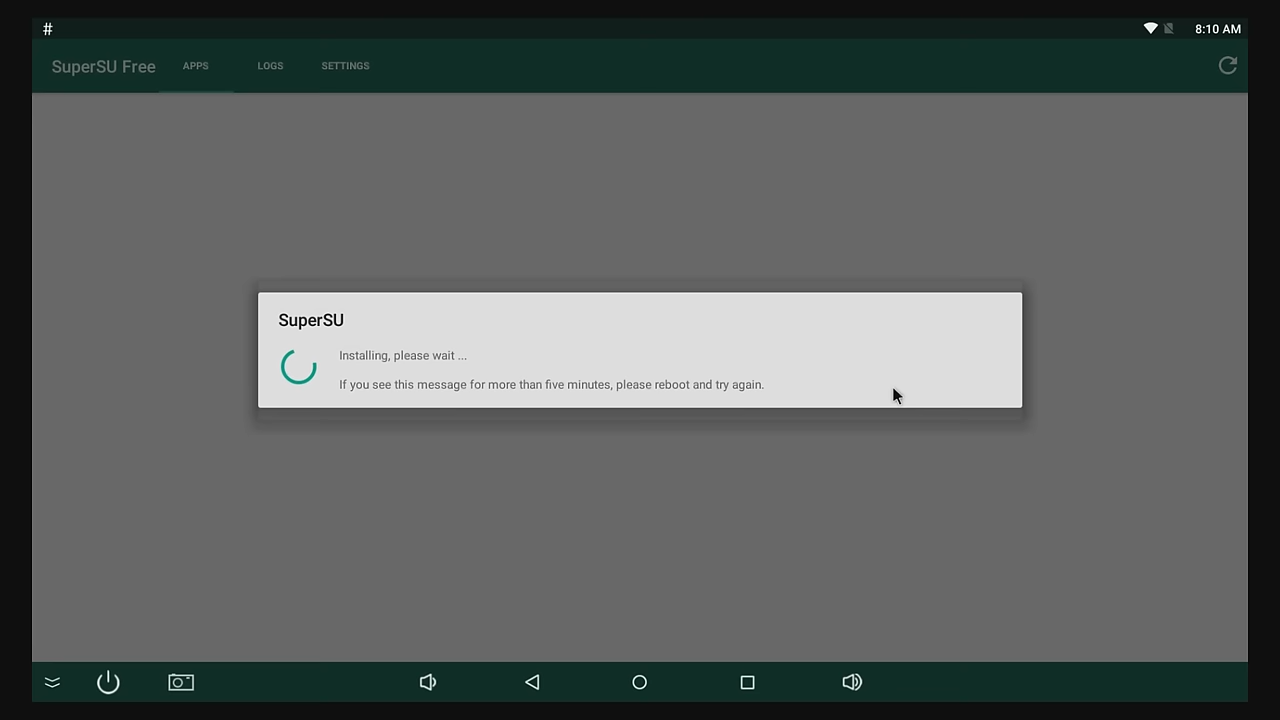 #
8:10 AM
SuperSU Free
APPS
LOGS
SETTINGS
SuperSU
Installing, please wait ...
If you see this message for more than five minutes, please reboot and try again.